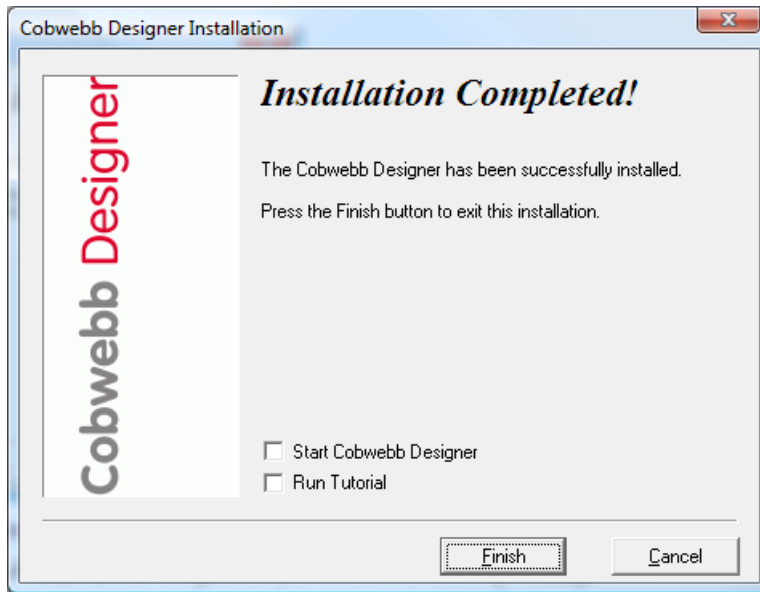 Cobwebb Designer Installation
Cobwebb Designer
Installation Completed!
The Cobwebb Designer has been successfully installed.
Press the Finish button to exit this installation.
Start Cobwebb Designer
Run Tutorial
Finish
Cancel